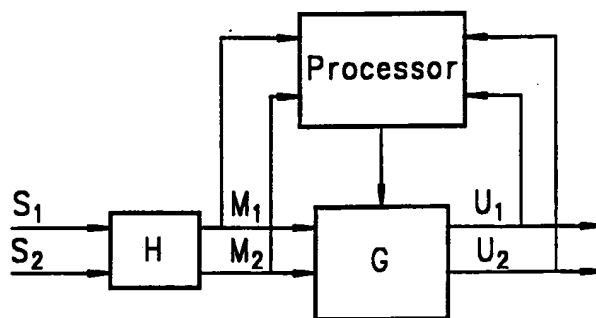 Processor
S₁ M₁ U₁
S₂ H M₂ G U₂